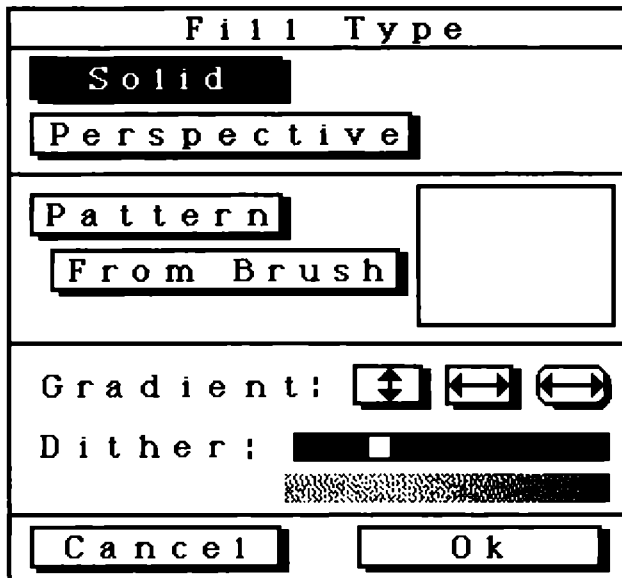 Fill Type
Solid
Perspective
Pattern
From Brush
Gradient:
Dither:
Cancel Ok